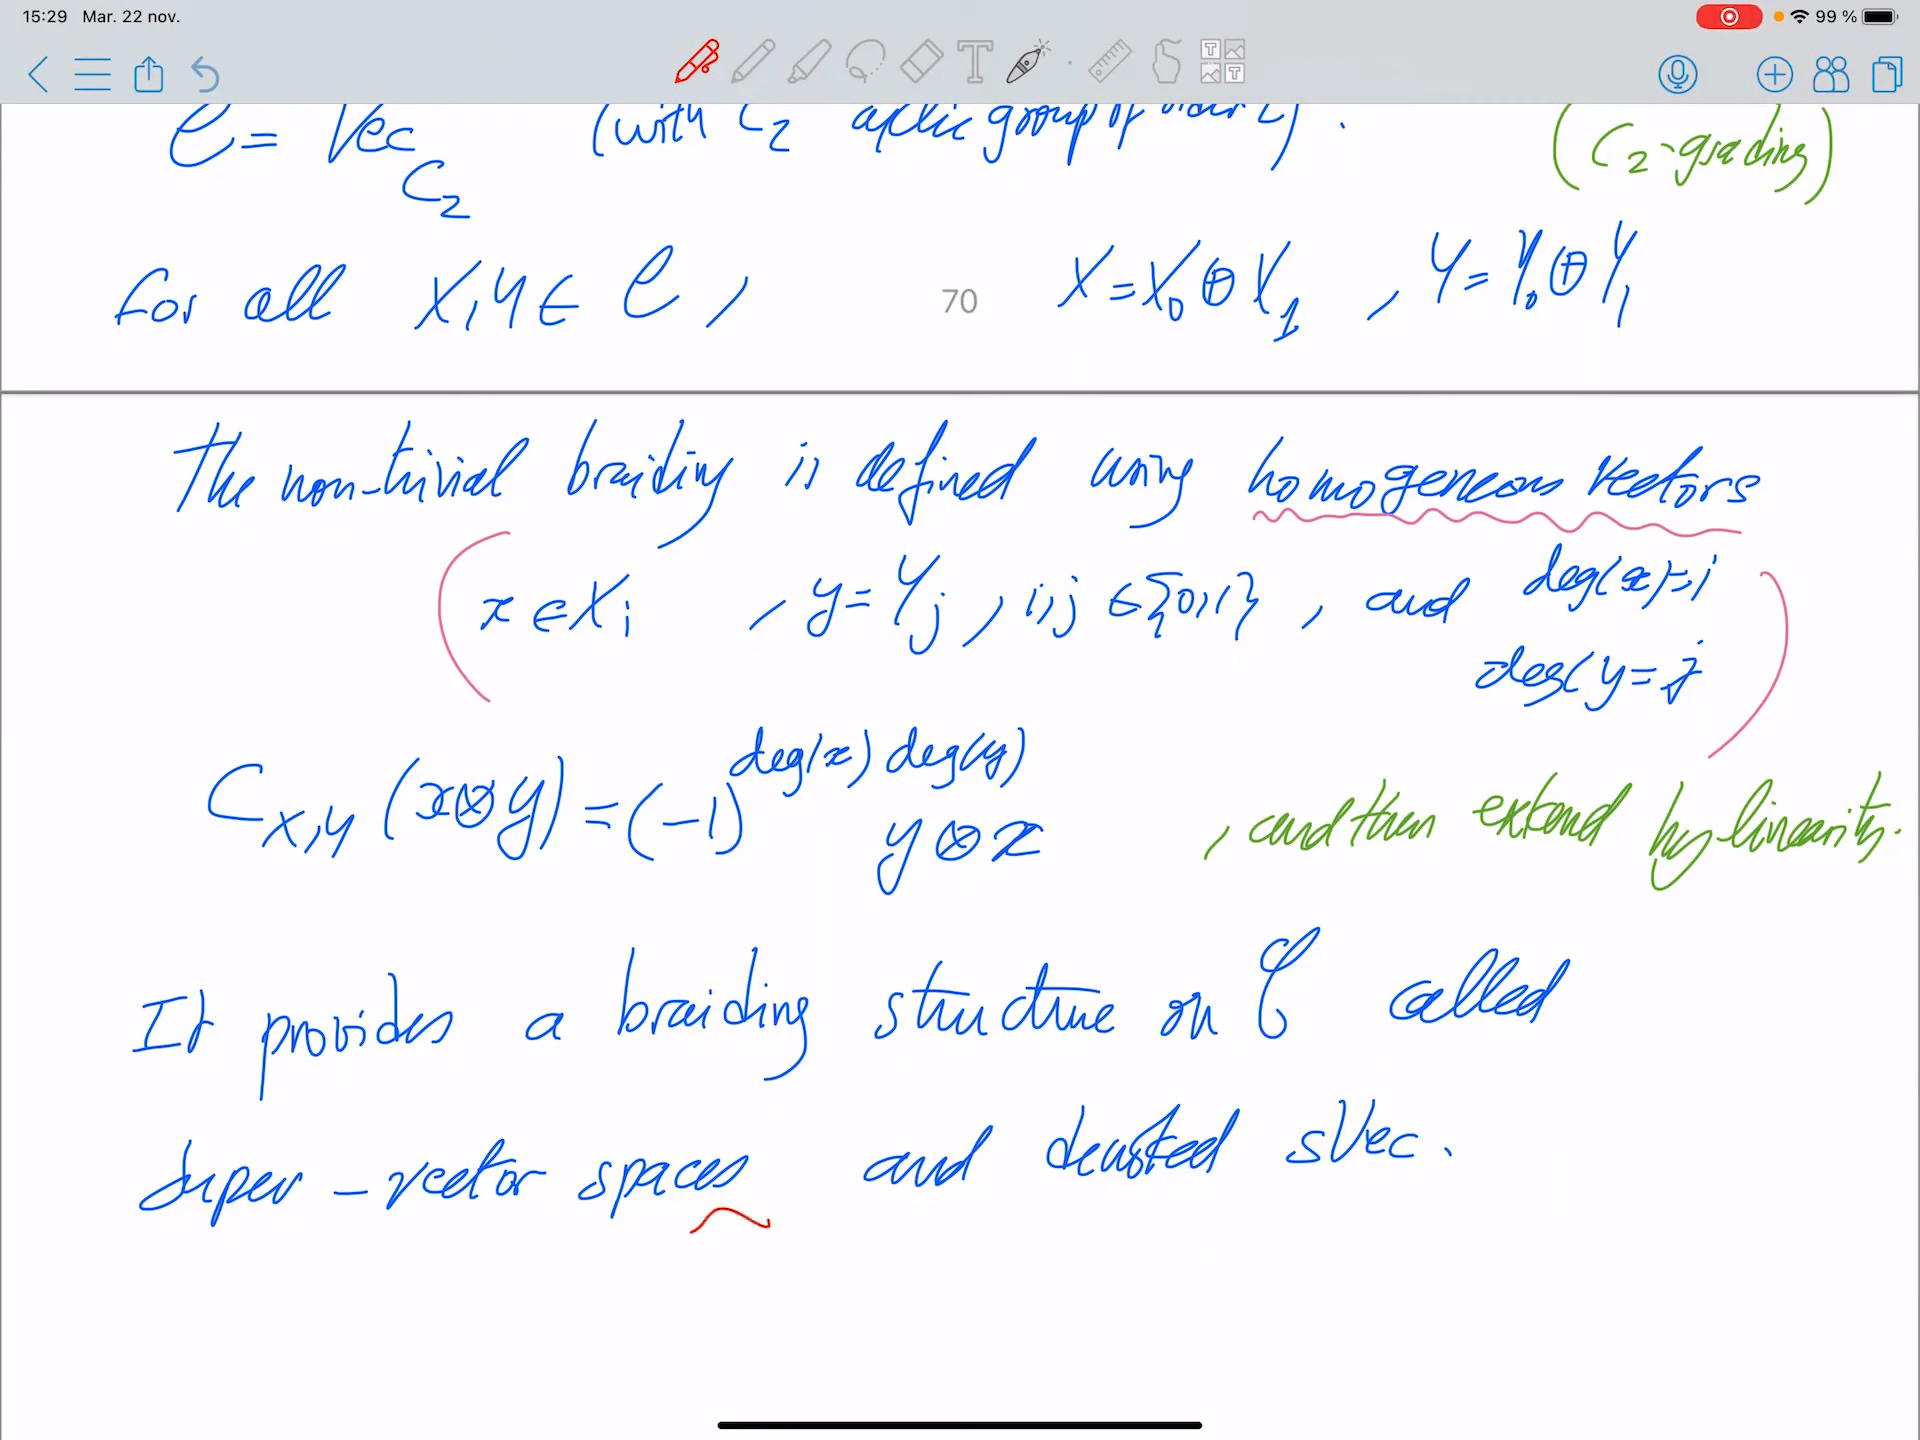 15:29 Mar. 22 nov. 99 %
C = Vec_{C_2} (with C_2 cyclic group of order 2). (C_2-grading)
For all X, Y ∈ C, 70 X = X_0 ⊕ X_1, Y = Y_0 ⊕ Y_1
The non-trivial braiding is defined using homogeneous vectors
x ∈ X_i, y = Y_j, i,j ∈ {0,1}, and deg(x)=i
deg(y = j
C_{X,Y} (x⊗y) = (-1)^{deg(x) deg(y)} y⊗x, and then extend by linearity.
It provides a braiding structure on C called
super-vector spaces and denoted sVec.